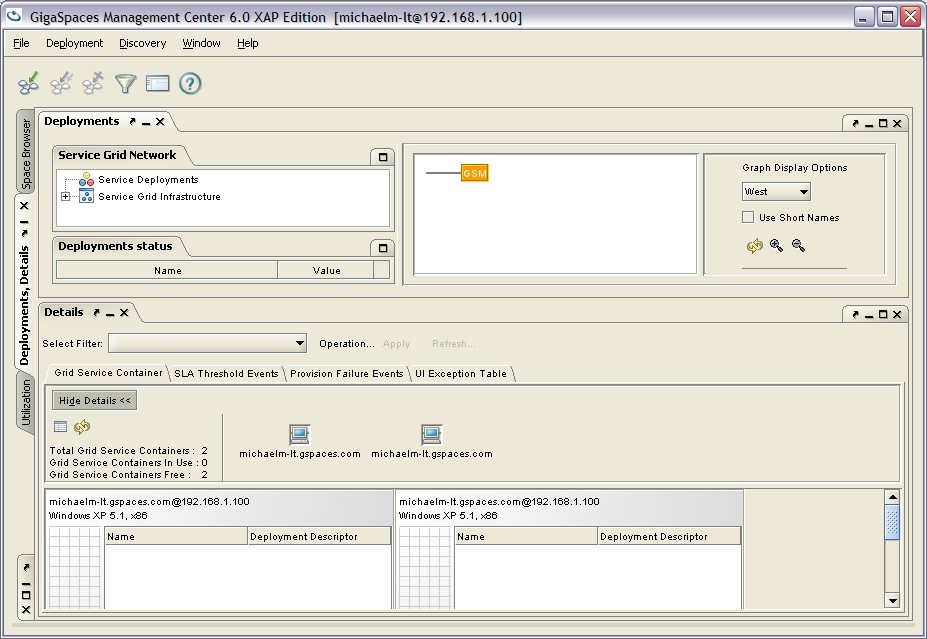 GigaSpaces Management Center 6.0 XAP Edition [michaelm-lt@192.168.1.100]
File Deployment Discovery Window Help
Space Browser
Deployments, Details
Utilization
Deployments
Service Grid Network
Service Deployments
Service Grid Infrastructure
Deployments status
Name Value
GSM
Graph Display Options
West
Use Short Names
Details
Select Filter: Operation... Apply Refresh...
Grid Service Container SLA Threshold Events Provision Failure Events UI Exception Table
Hide Details <<
Total Grid Service Containers : 2
Grid Service Containers In Use : 0
Grid Service Containers Free : 2
michaelm-lt.gspaces.com michaelm-lt.gspaces.com
michaelm-lt.gspaces.com@192.168.1.100 michaelm-lt.gspaces.com@192.168.1.100
Windows XP 5.1, x86 Windows XP 5.1, x86
Name Deployment Descriptor Name Deployment Descriptor